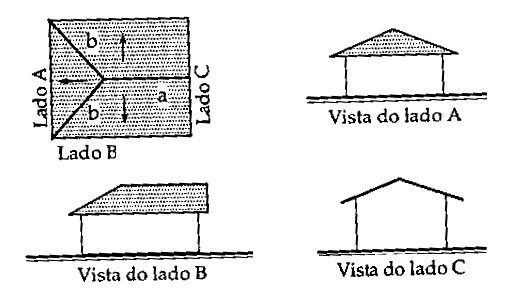 b
Lado A
a
Lado C
b
Lado B
Vista do lado A
Vista do lado B
Vista do lado C